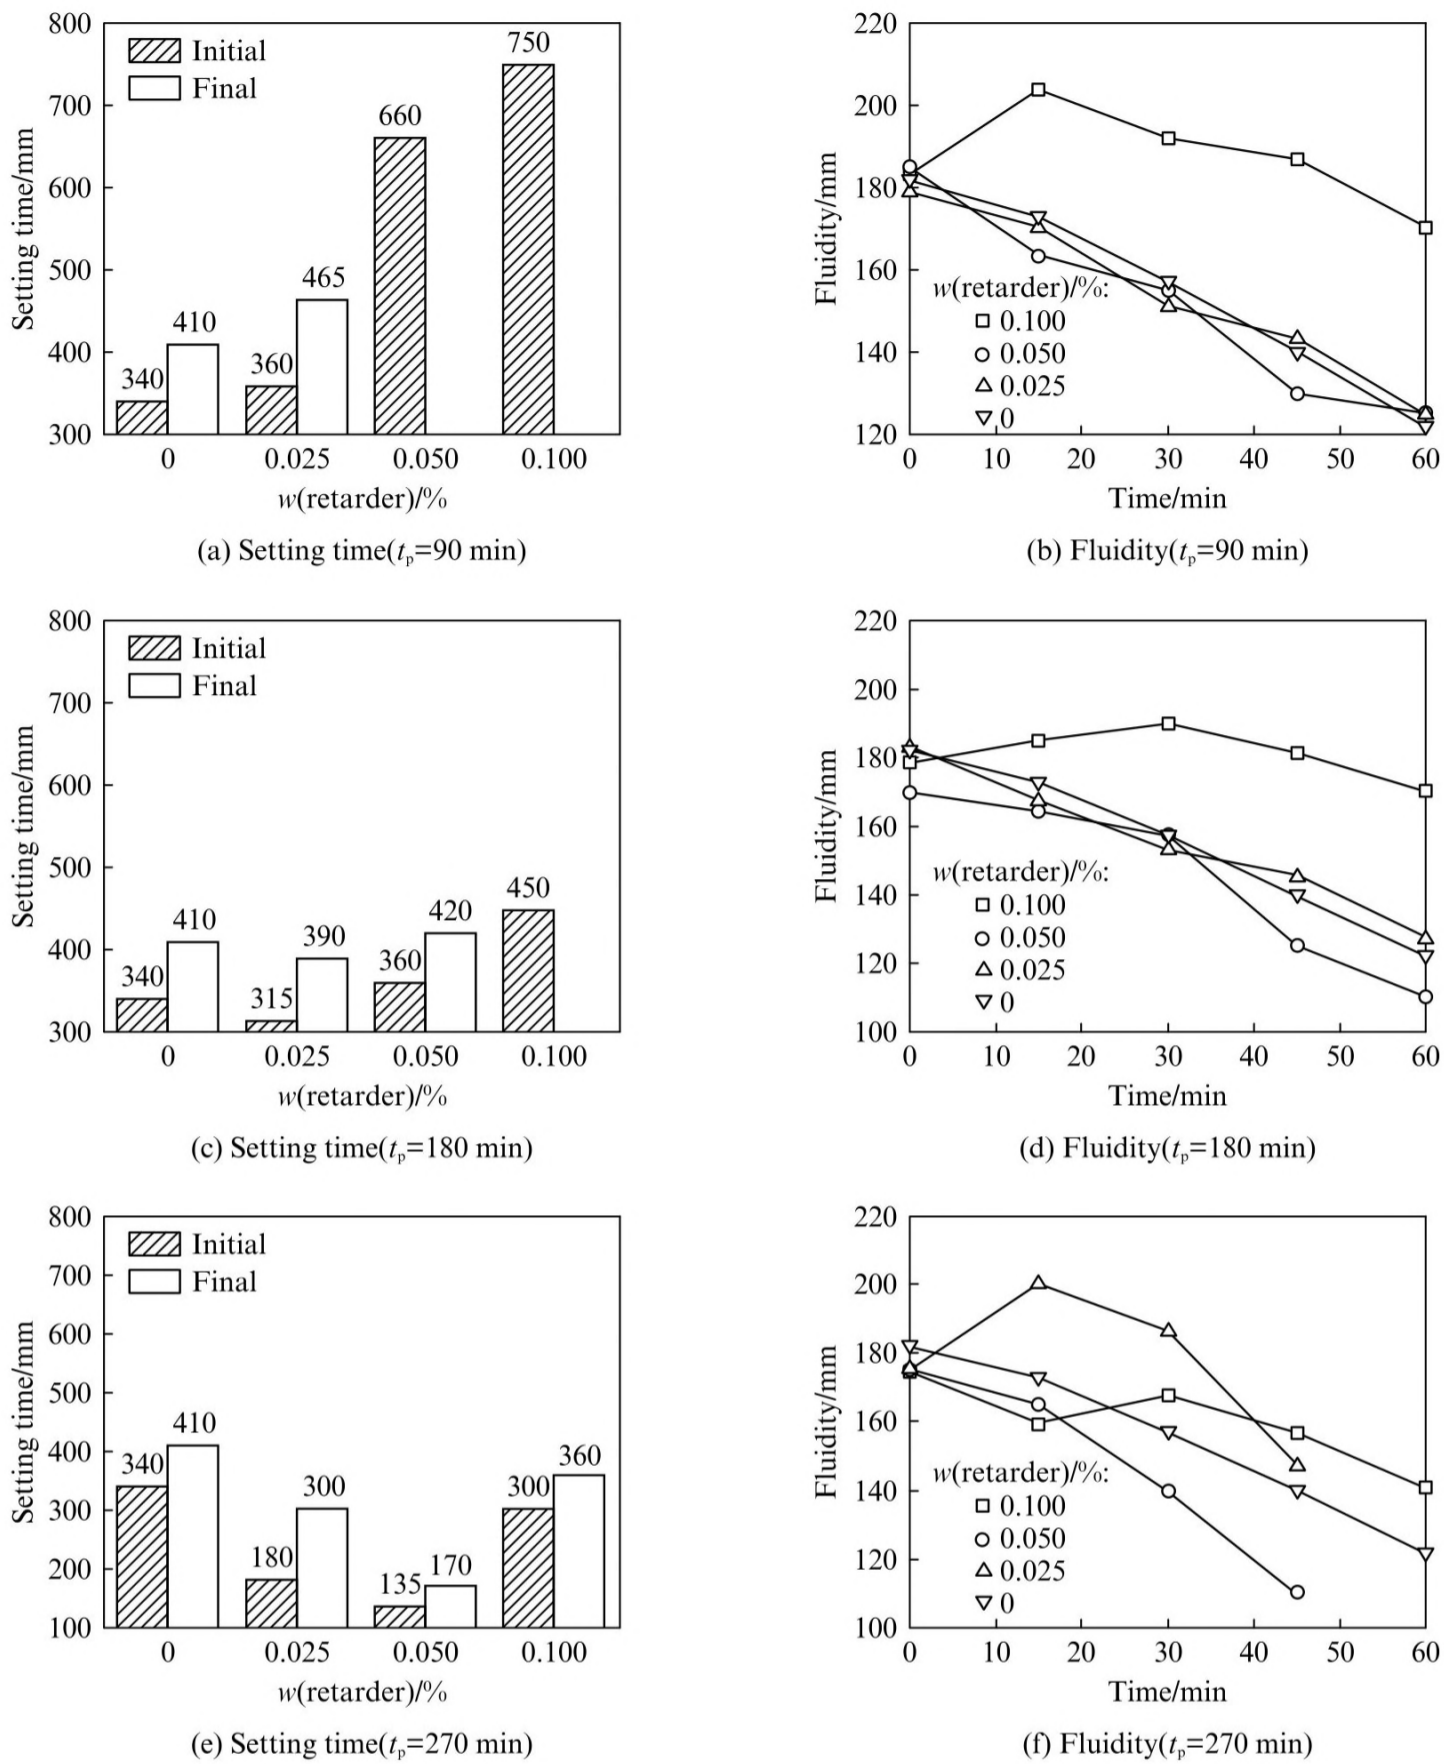 800
700
600
500
400
300
Setting time/mm
Initial
Final
340
410
360
465
660
750
0 0.025 0.050 0.100
w(retarder)/%
(a) Setting time(tp=90 min)
220
200
180
160
140
120
Fluidity/mm
w(retarder)/%:
0.100
0.050
0.025
0
0 10 20 30 40 50 60
Time/min
(b) Fluidity(tp=90 min)
800
700
600
500
400
300
Setting time/mm
Initial
Final
340
410
315
390
360
420
450
0 0.025 0.050 0.100
w(retarder)/%
(c) Setting time(tp=180 min)
220
200
180
160
140
120
100
Fluidity/mm
w(retarder)/%:
0.100
0.050
0.025
0
0 10 20 30 40 50 60
Time/min
(d) Fluidity(tp=180 min)
800
700
600
500
400
300
200
100
Setting time/mm
Initial
Final
340
410
180
300
135
170
300
360
0 0.025 0.050 0.100
w(retarder)/%
(e) Setting time(tp=270 min)
220
200
180
160
140
120
100
Fluidity/mm
w(retarder)/%:
0.100
0.050
0.025
0
0 10 20 30 40 50 60
Time/min
(f) Fluidity(tp=270 min)